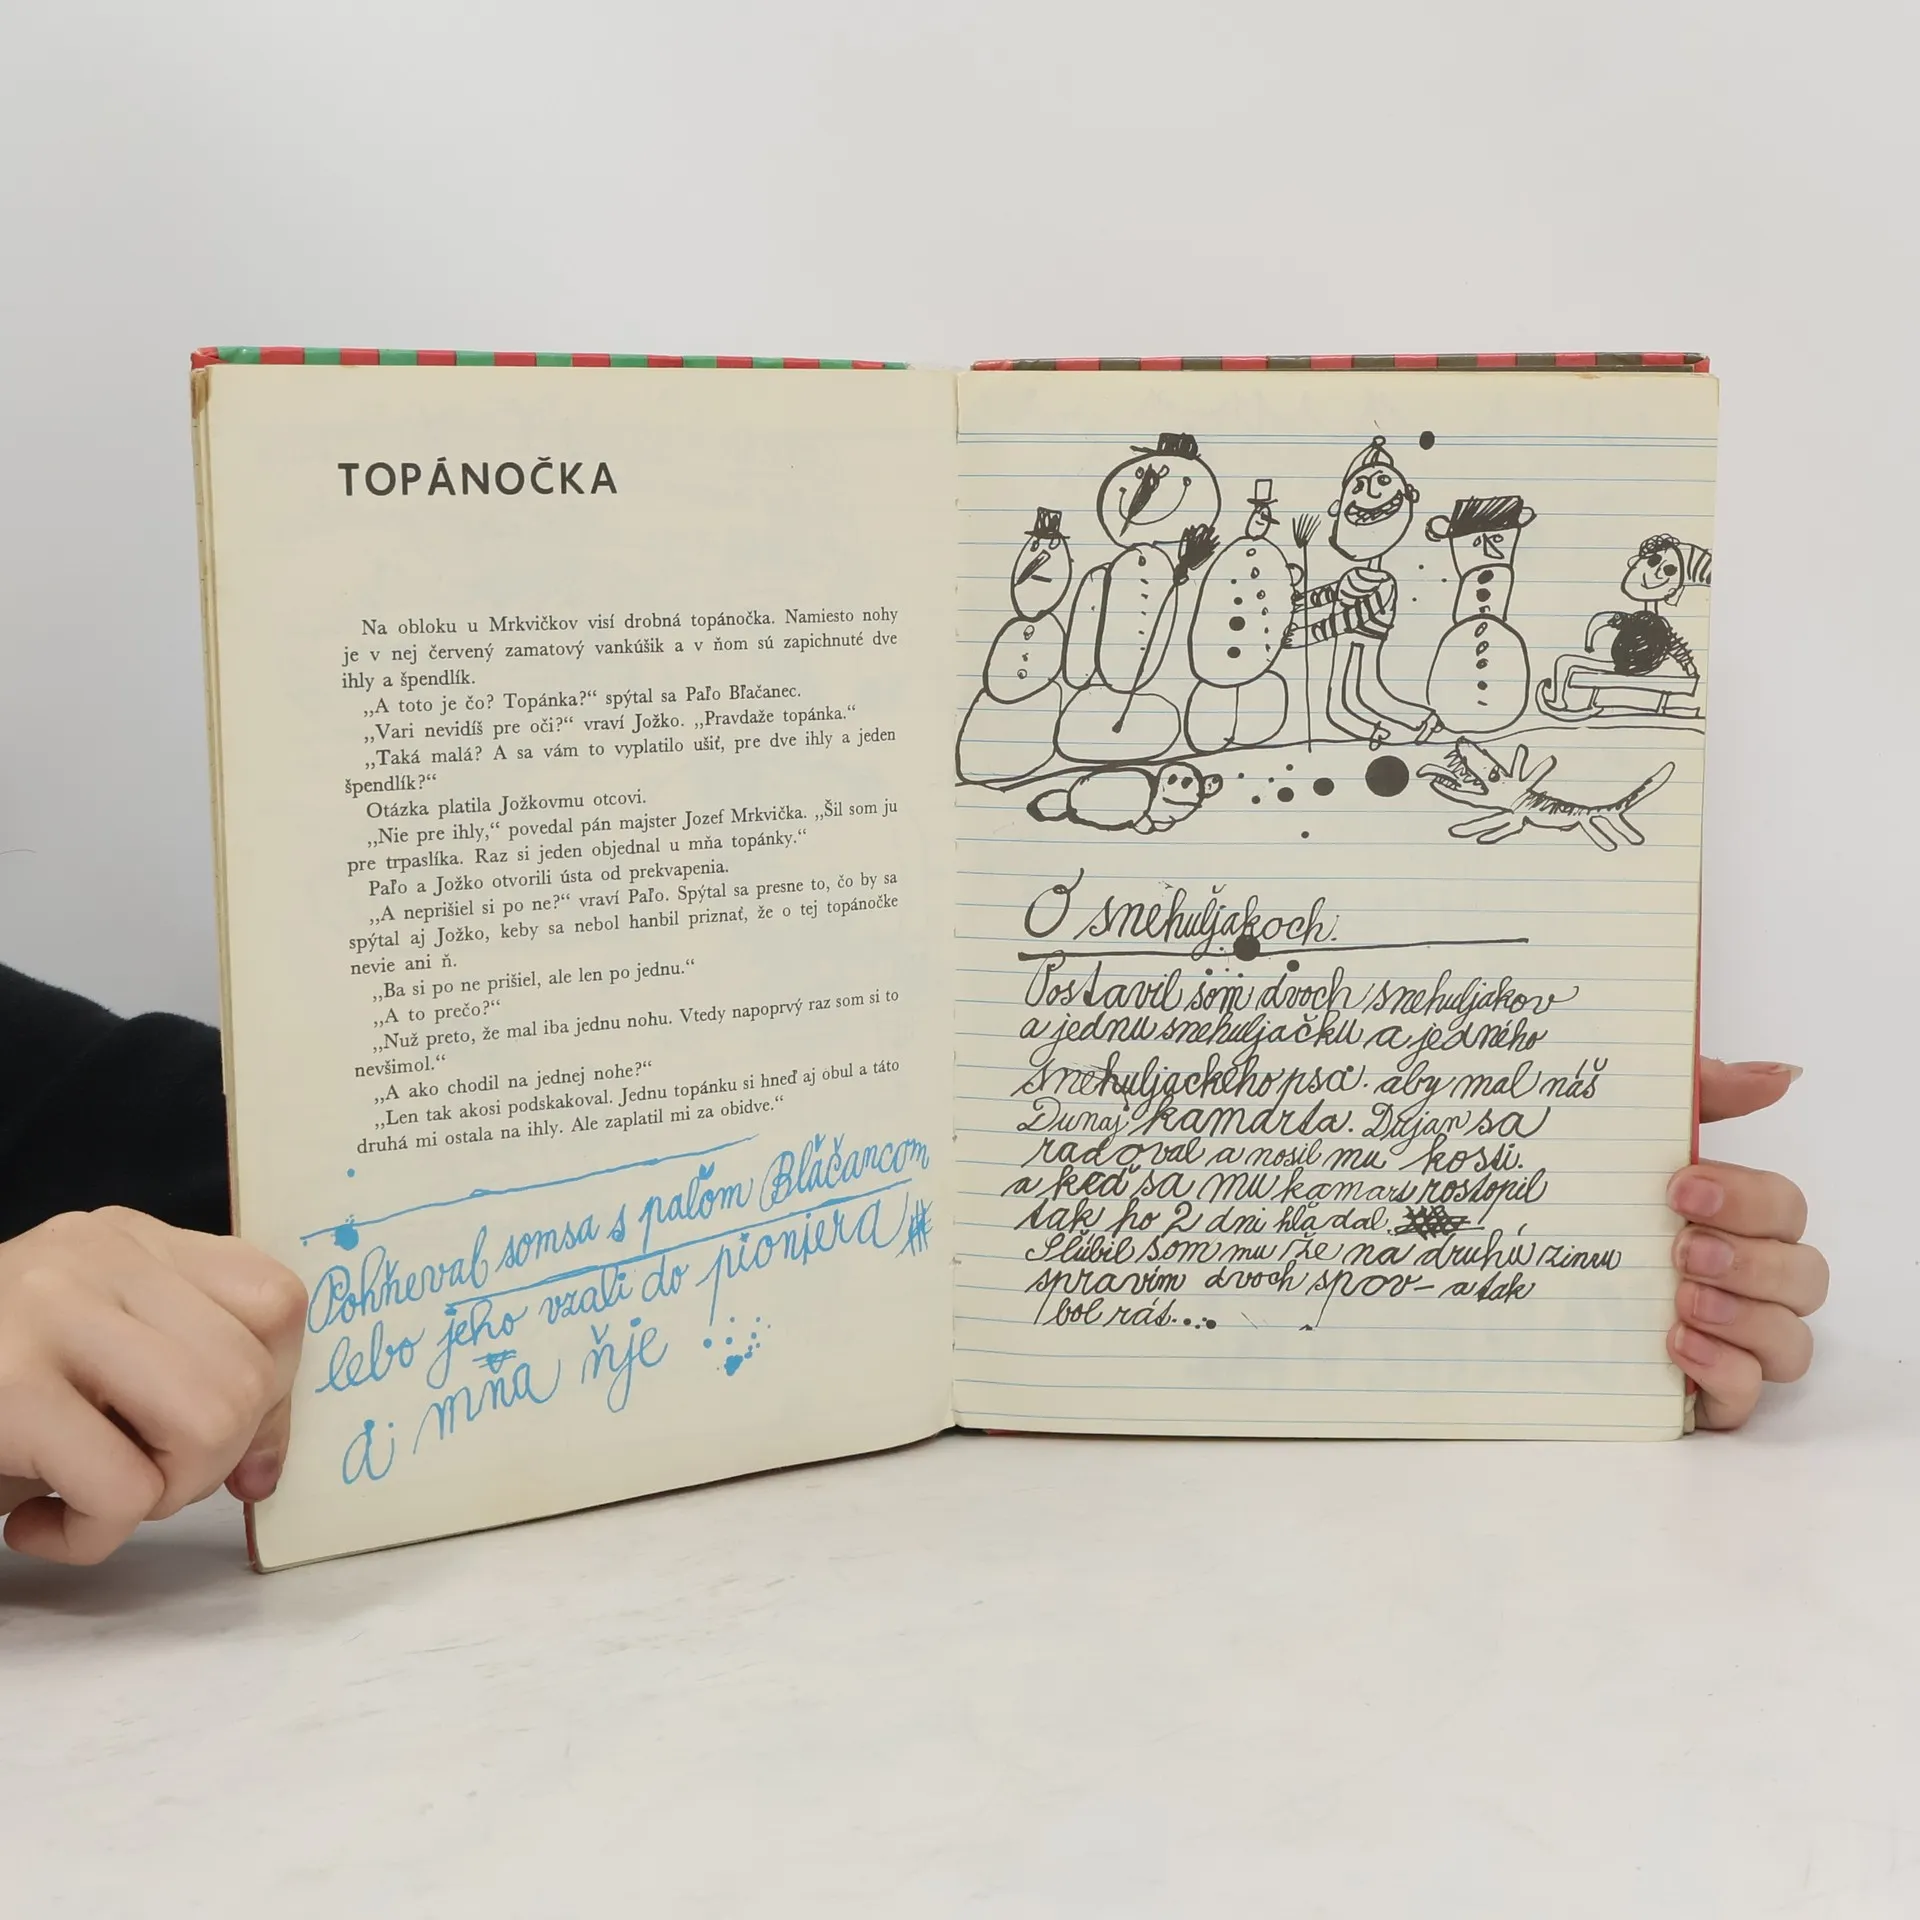 TOPÁNOČKA
Na obloku u Mrkvičkov visí drobná topánočka. Namiesto nohy
je v nej červený zamatový vankúšik a v ňom sú zapichnuté dve
ihly a špendlík.
„A toto je čo? Topánka?“ spýtal sa Paľo Bľačanec.
„Vari nevidíš pre oči?“ vraví Jožko. „Pravdaže topánka.“
„Taká malá? A sa vám to vyplatilo ušiť, pre dve ihly a jeden
špendlík?“
Otázka platila Jožkovmu otcovi.
„Nie pre ihly,“ povedal pán majster Jozef Mrkvička. „Šil som ju
pre trpaslíka. Raz si jeden objednal u mňa topánky.“
Paľo a Jožko otvorili ústa od prekvapenia.
„A neprišiel si po ne?“ vraví Paľo. Spýtal sa presne to, čo by sa
spýtal aj Jožko, keby sa nebol hanbil priznať, že o tej topánočke
nevie ani ň.
„Ba si po ne prišiel, ale len po jednu.“
„A to prečo?“
„Nuž preto, že mal iba jednu nohu. Vtedy napoprvý raz som si to
nevšimol.“
„A ako chodil na jednej nohe?“
„Len tak akosi podskakoval. Jednu topánku si hneď aj obul a táto
druhá mi ostala na ihly. Ale zaplatil mi za obidve.“
Pohňeval somsa s paľom Bláčancom
lebo jeho vzali do pionjera
a mňa ňje
O snehuljakoch.
Postavil som dvoch snehuljakov
a jednu snehuljačku a jedného
snehuljackého psa. aby mal náš
Dunaj kamarta. Dujan sa
radoval a nosil mu kosti.
a keď sa mu kamart rostopil
tak ho 2 dni hladal.
Slúbil som mu že na druhú zimu
spravím dvoch spov- a tak
bol rád...